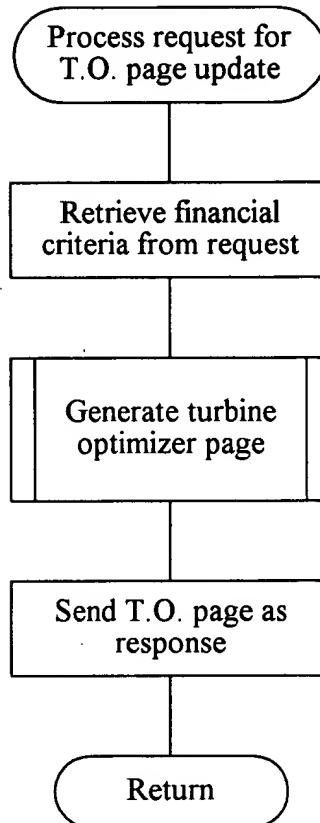 Process request for
T.O. page update
Retrieve financial
criteria from request
Generate turbine
optimizer page
Send T.O. page as
response
Return